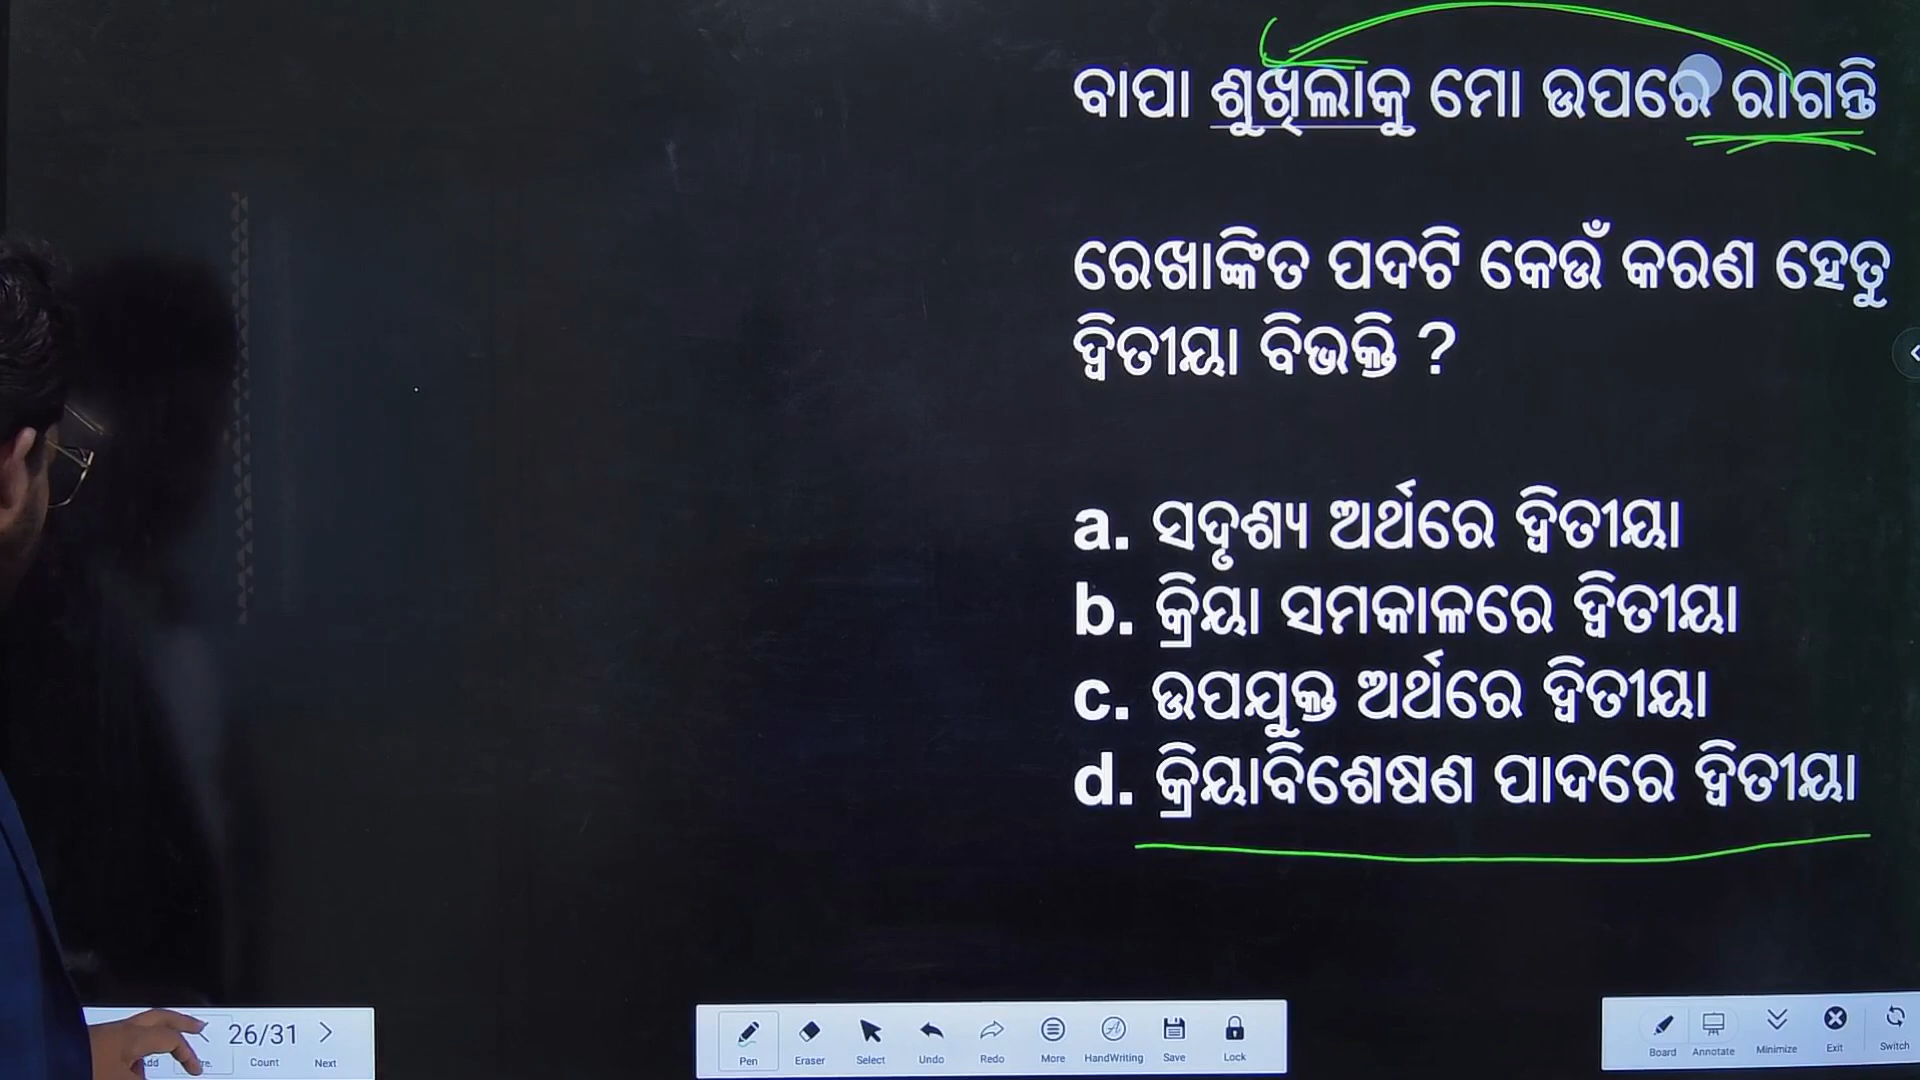 ବାପା ଶୁଖିଲାକୁ ମୋ ଉପରେ ରାଗନ୍ତି
ରେଖାଙ୍କିତ ପଦଟି କେଉଁ କରଣ ହେତୁ
ଦ୍ୱିତୀୟା ବିଭକ୍ତି ?
a. ସଦୃଶ୍ୟ ଅର୍ଥରେ ଦ୍ୱିତୀୟା
b. କ୍ରିୟା ସମକାଳରେ ଦ୍ୱିତୀୟା
c. ଉପଯୁକ୍ତ ଅର୍ଥରେ ଦ୍ୱିତୀୟା
d. କ୍ରିୟାବିଶେଷଣ ପାଦରେ ଦ୍ୱିତୀୟା
26/31
Count Next
Pen Eraser Select Undo Redo More HandWriting Save Lock
Board Annotate Minimize Exit Switch